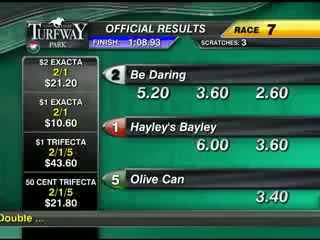 TURFWAY
PARK
OFFICIAL RESULTS
RACE 7
FINISH: 1:08.93
SCRATCHES: 3
$2 EXACTA
2/1
$21.20
$1 EXACTA
2/1
$10.60
$1 TRIFECTA
2/1/5
$43.60
50 CENT TRIFECTA
2/1/5
$21.80
2 Be Daring
5.20 3.60 2.60
1 Hayley's Bayley
6.00 3.60
5 Olive Can
3.40
Double ...